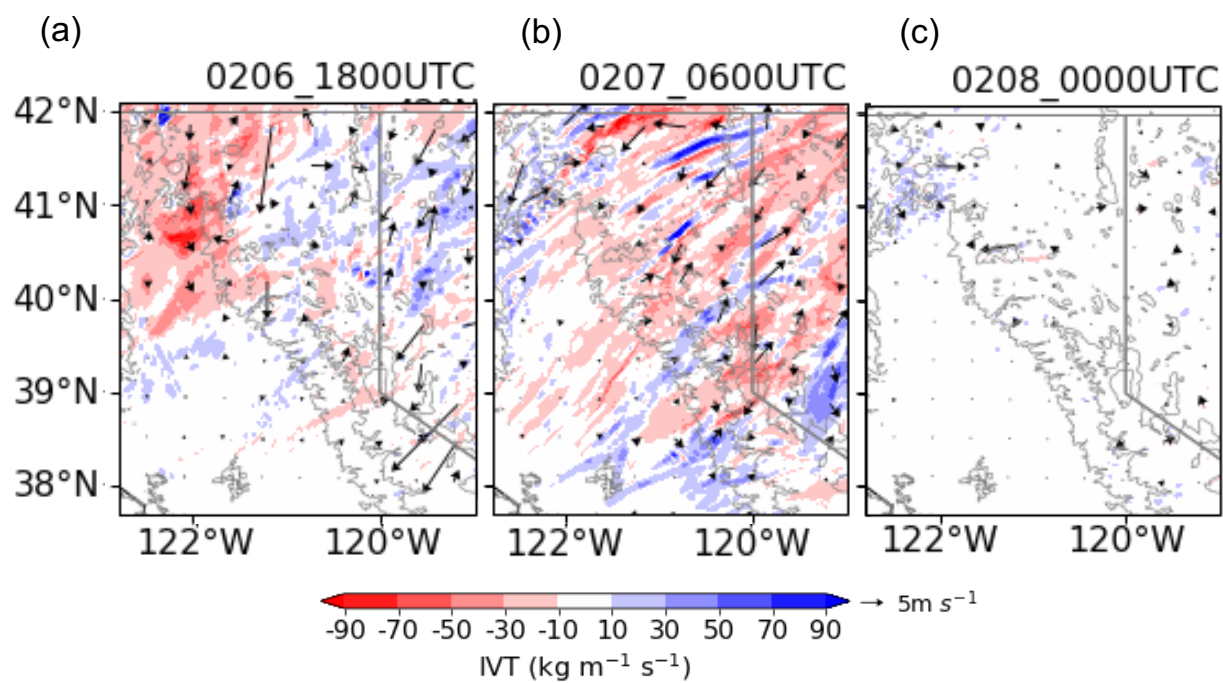 (a) (b) (c)
0206_1800UTC 0207_0600UTC 0208_0000UTC
42°N
41°N
40°N
39°N
38°N
122°W 120°W 122°W 120°W 122°W 120°W
-90 -70 -50 -30 -10 10 30 50 70 90
5m s⁻¹
IVT (kg m⁻¹ s⁻¹)